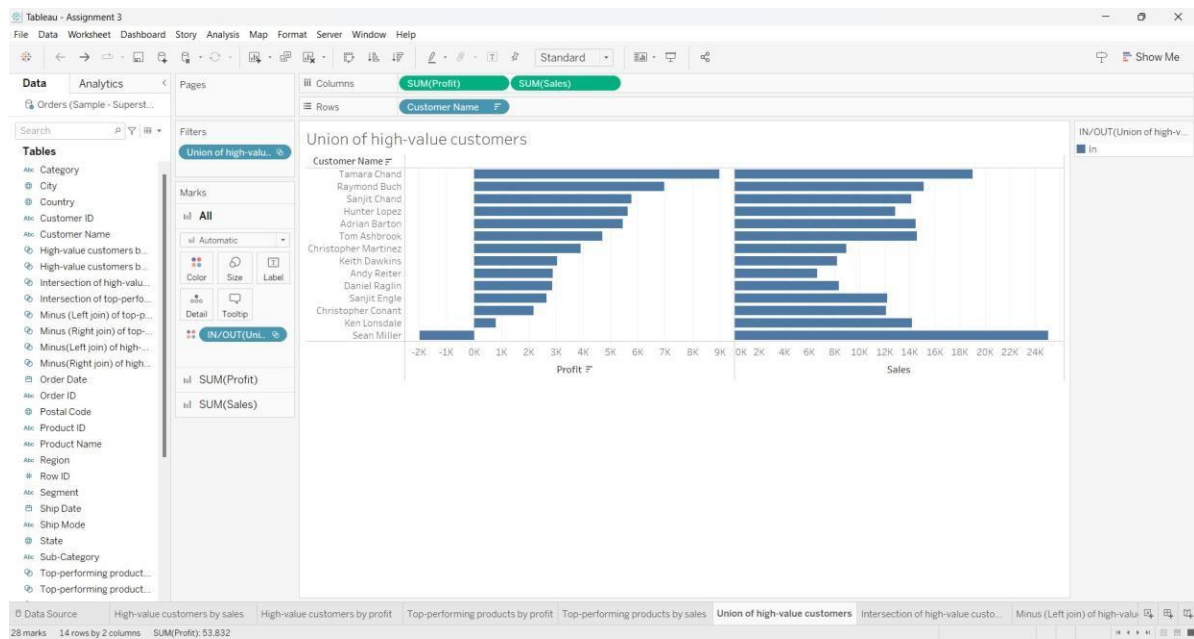 Tableau - Assignment 3
File Data Worksheet Dashboard Story Analysis Map Format Server Window Help
Standard
Show Me
Data Analytics
Orders (Sample - Superst...
Search
Tables
Abc Category
City
Country
Abc Customer ID
Abc Customer Name
High-value customers b...
High-value customers b...
Intersection of high-valu...
Intersection of top-perfo...
Minus (Left join) of top-p...
Minus (Right join) of top-...
Minus(Left join) of high-...
Minus(Right join) of high...
Order Date
Abc Order ID
Postal Code
Abc Product ID
Abc Product Name
Abc Region
# Row ID
Abc Segment
Ship Date
Abc Ship Mode
State
Abc Sub-Category
Top-performing product...
Top-performing product...
Pages
Filters
Union of high-valu..
Marks
All
Automatic
Color Size Label
Detail Tooltip
IN/OUT(Uni..
SUM(Profit)
SUM(Sales)
Columns SUM(Profit) SUM(Sales)
Rows Customer Name
Union of high-value customers
Customer Name
Tamara Chand
Raymond Buch
Sanjit Chand
Hunter Lopez
Adrian Barton
Tom Ashbrook
Christopher Martinez
Keith Dawkins
Andy Reiter
Daniel Raglin
Sanjit Engle
Christopher Conant
Ken Lonsdale
Sean Miller
-2K -1K 0K 1K 2K 3K 4K 5K 6K 7K 8K 9K 0K 2K 4K 6K 8K 10K 12K 14K 16K 18K 20K 22K 24K
Profit Sales
IN/OUT(Union of high-v...
In
Data Source High-value customers by sales High-value customers by profit Top-performing products by profit Top-performing products by sales Union of high-value customers Intersection of high-value custo... Minus (Left join) of high-valu
28 marks 14 rows by 2 columns SUM(Profit): 53.832